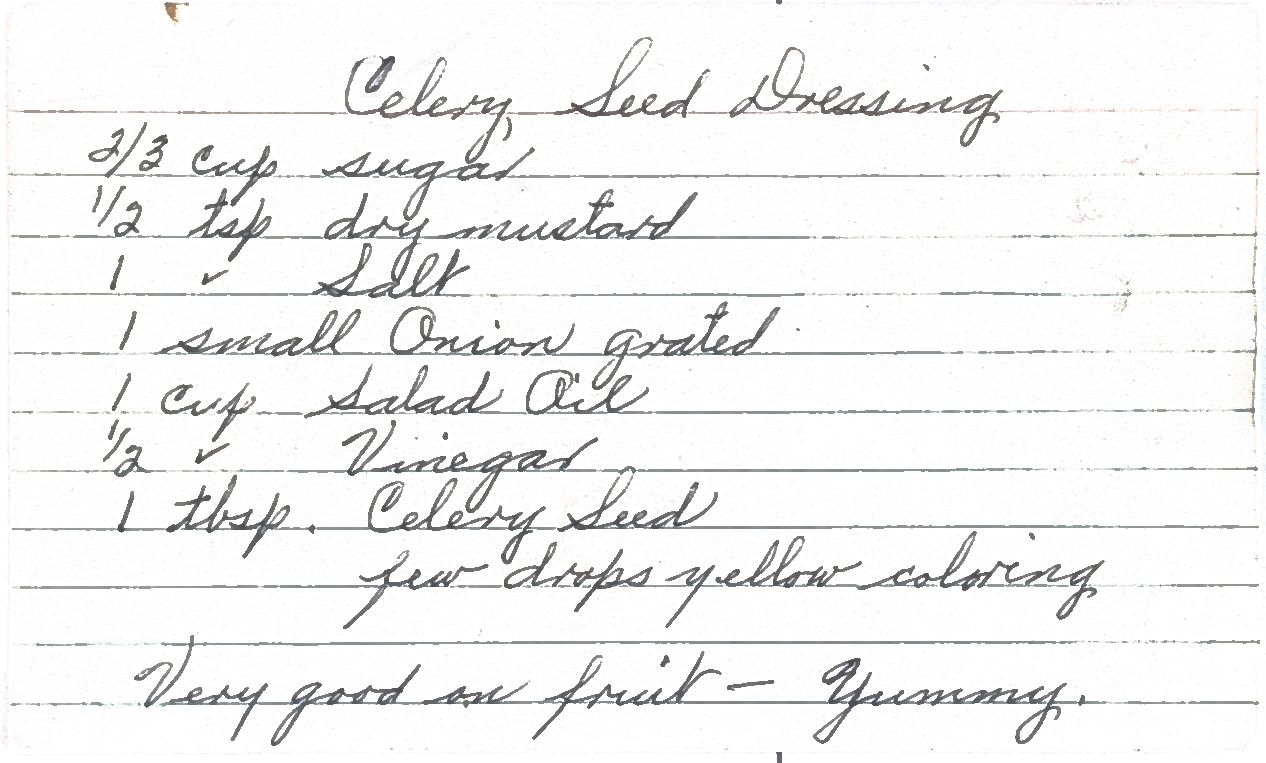 Celery Seed Dressing
2/3 cup sugar
1/2 tsp dry mustard
1 " Salt
1 small Onion grated
1 cup Salad Oil
1/2 " Vinegar
1 tbsp. Celery Seed
few drops yellow coloring
Very good on fruit — Yummy.